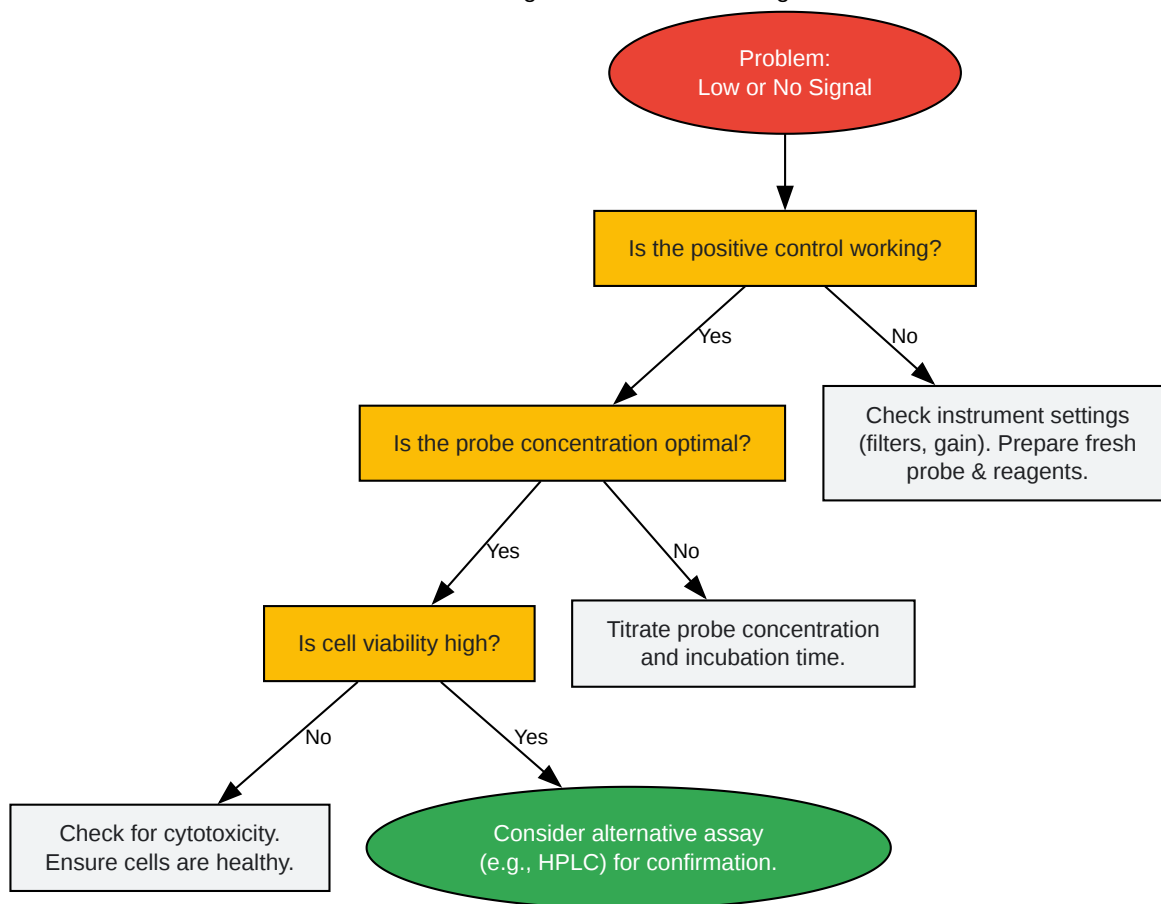 Problem:
Low or No Signal
Is the positive control working?
Yes
No
Check instrument settings
(filters, gain). Prepare fresh
probe & reagents.
Is the probe concentration optimal?
Yes
No
Is cell viability high?
Titrate probe concentration
and incubation time.
No
Yes
Check for cytotoxicity.
Ensure cells are healthy.
Consider alternative assay
(e.g., HPLC) for confirmation.